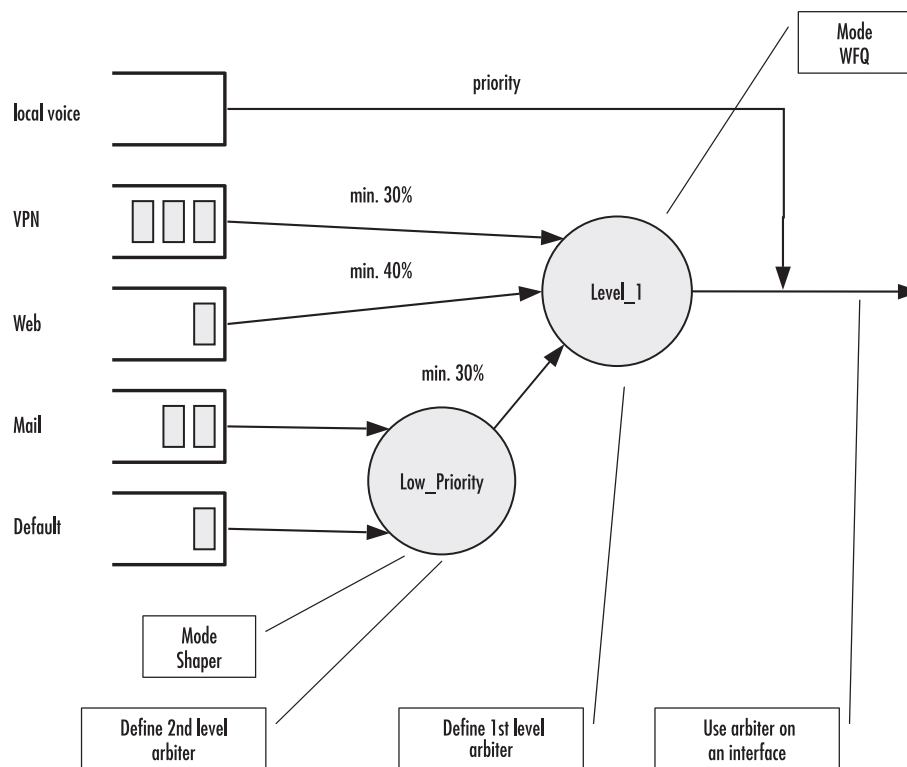 Mode
WFQ
priority
local voice
min. 30%
VPN
min. 40%
Level_1
Web
min. 30%
Mail
Low_Priority
Default
Mode
Shaper
Define 2nd level
arbiter
Define 1st level
arbiter
Use arbiter on
an interface